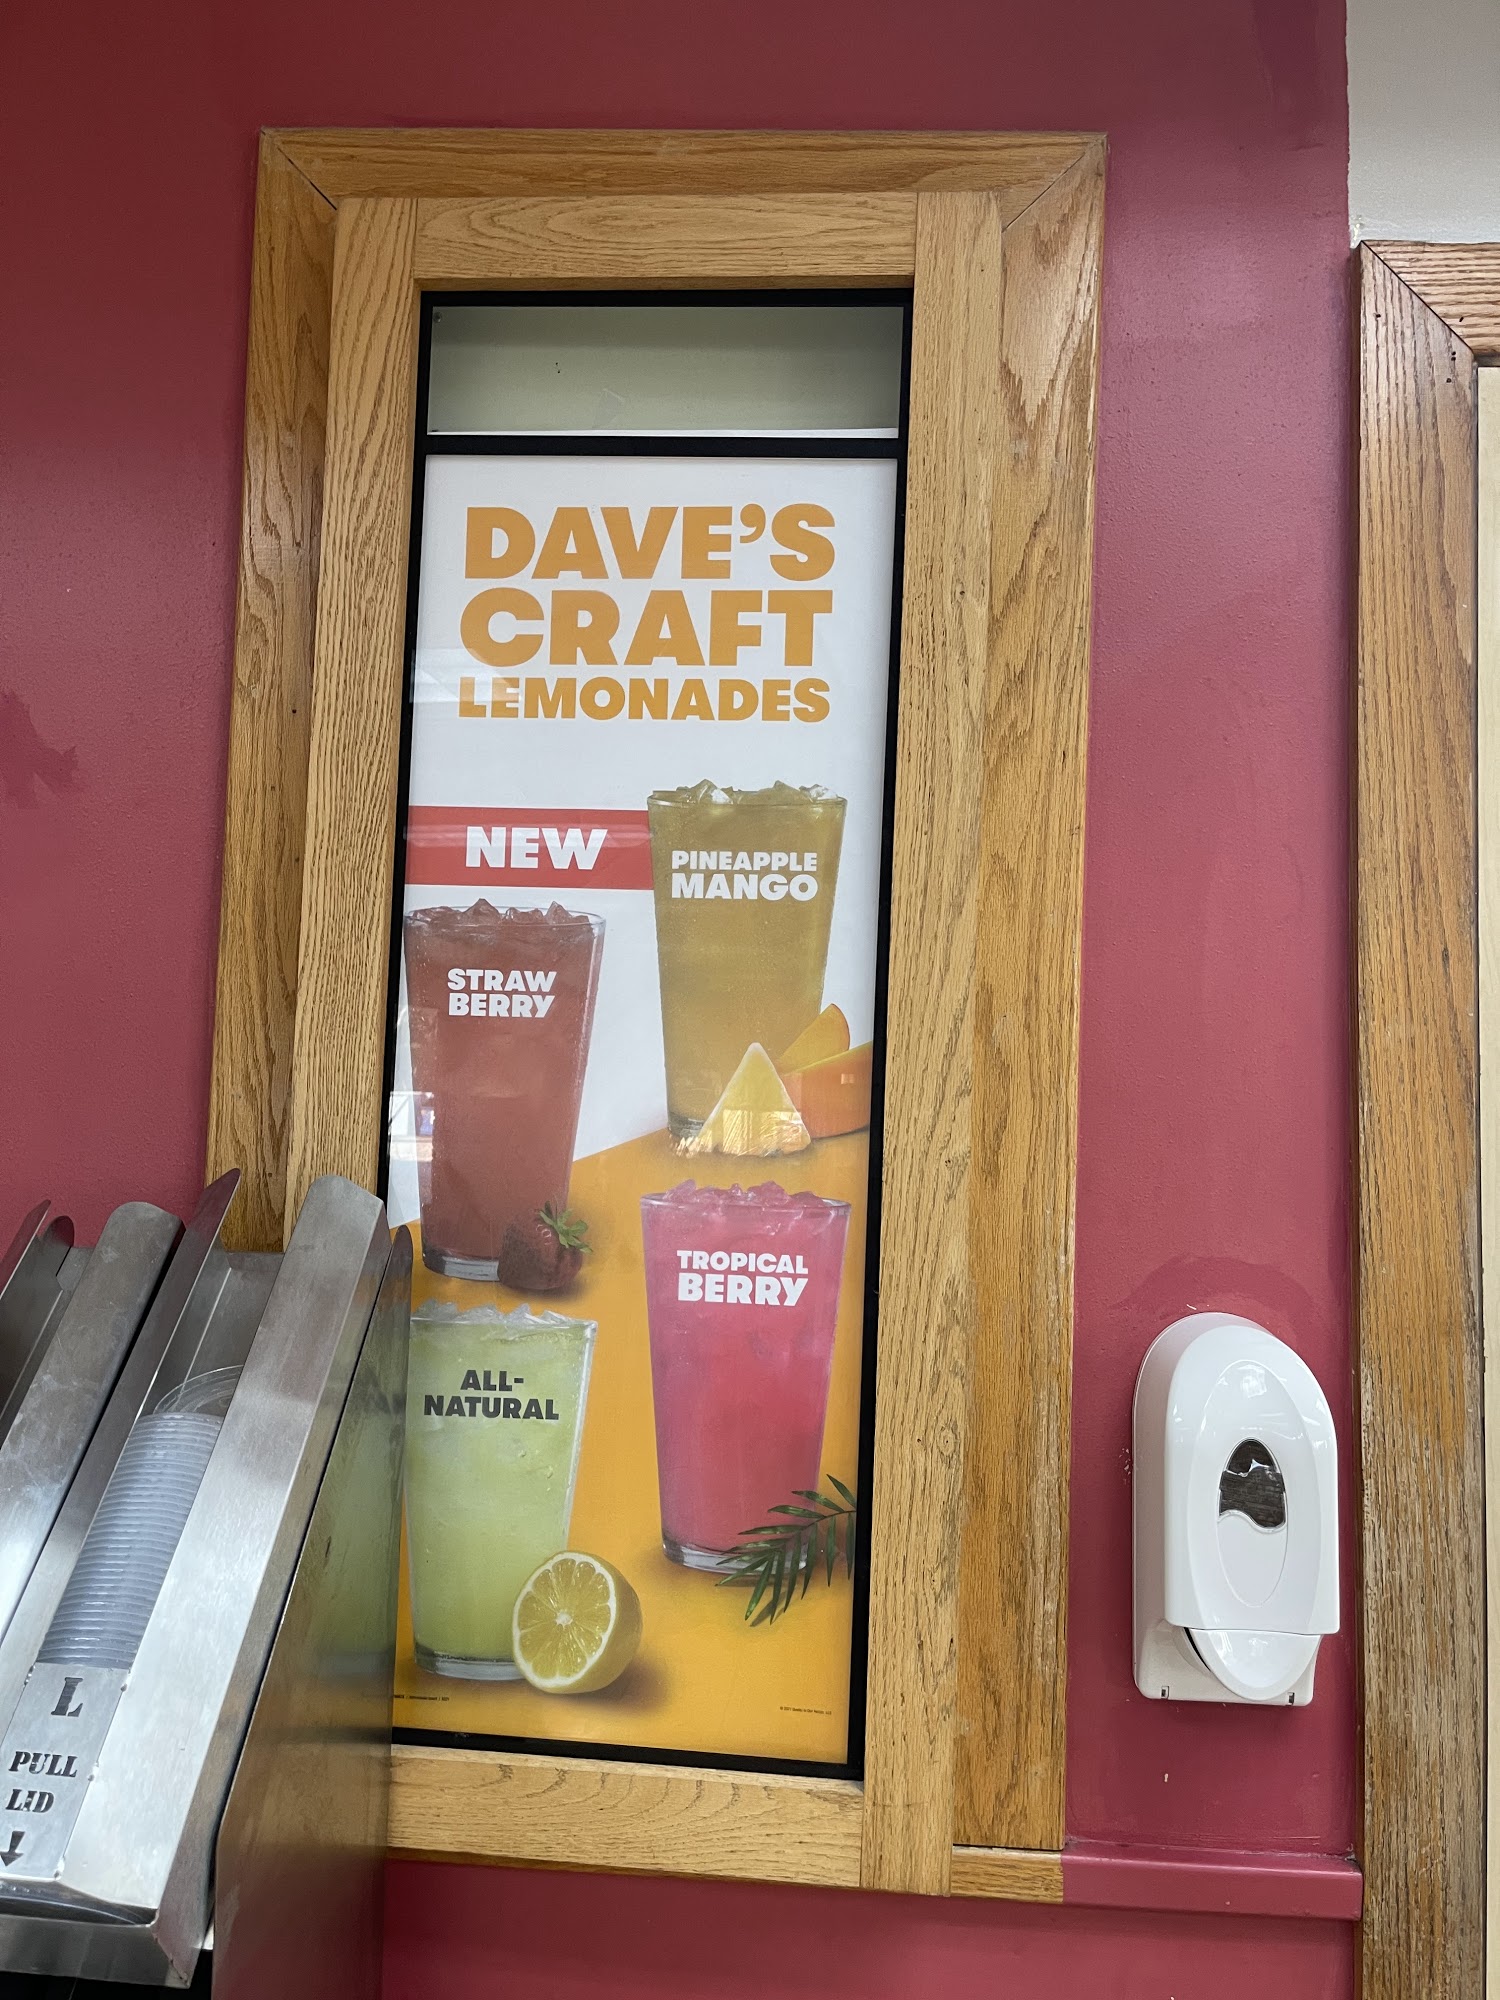 DAVE'S
CRAFT
LEMONADES
NEW
PINEAPPLE
MANGO
STRAW
BERRY
TROPICAL
BERRY
ALL-
NATURAL
L
PULL
LID